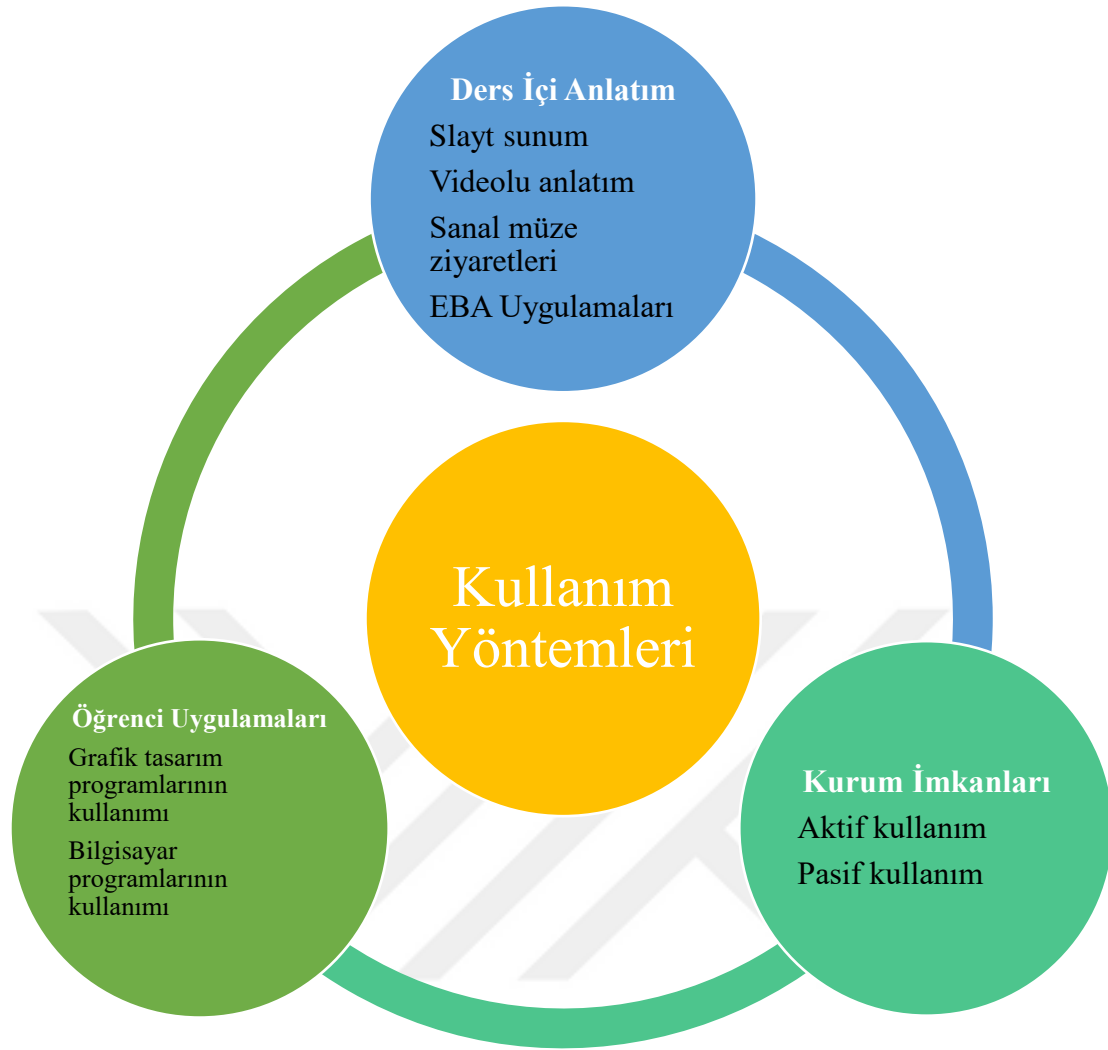 Ders İçi Anlatım
Slayt sunum
Videolu anlatım
Sanal müze
ziyaretleri
EBA Uygulamaları
Kullanım
Yöntemleri
Öğrenci Uygulamaları
Grafik tasarım
programlarının
kullanımı
Bilgisayar
programlarının
kullanımı
Kurum İmkanları
Aktif kullanım
Pasif kullanım